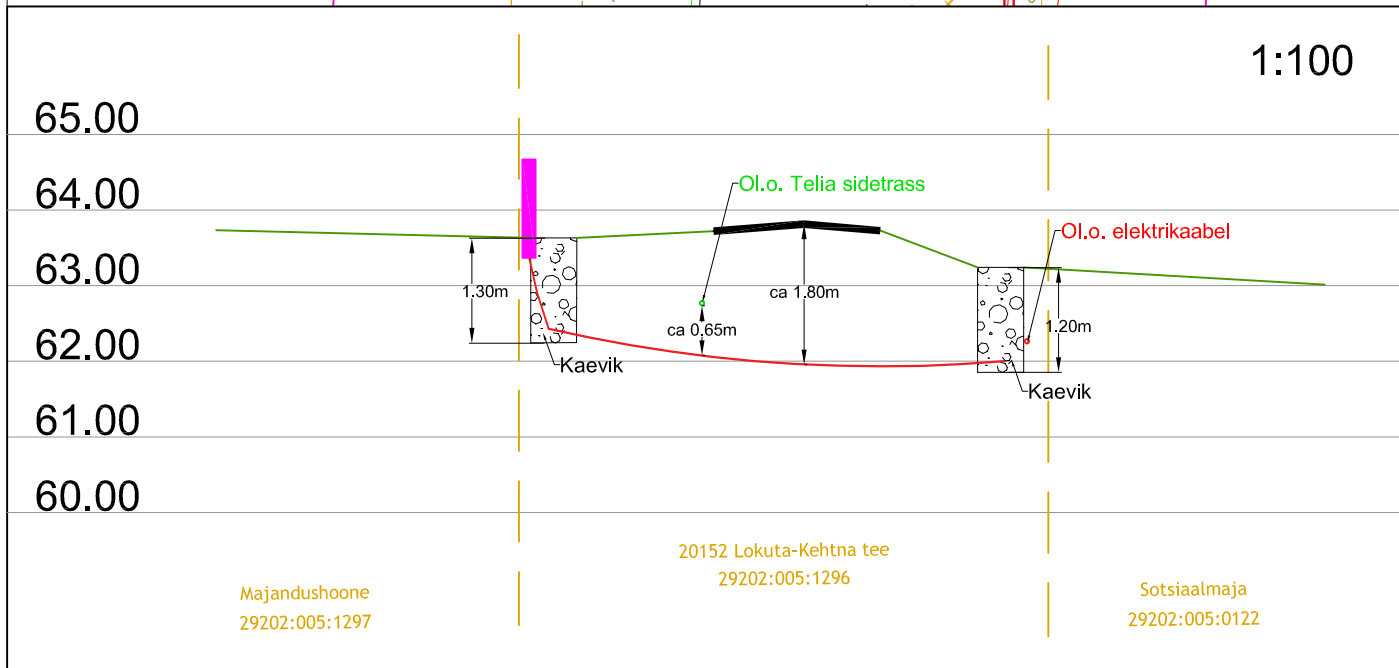 1:100
65.00
64.00
63.00
62.00
61.00
60.00
Ol.o. Telia sidetrass
Ol.o. elektrikaabel
1.30m
ca 0.65m
ca 1.80m
1.20m
Kaevik
Kaevik
20152 Lokuta-Kehtna tee
29202:005:1296
Majandushoone
29202:005:1297
Sotsiaalmaja
29202:005:0122